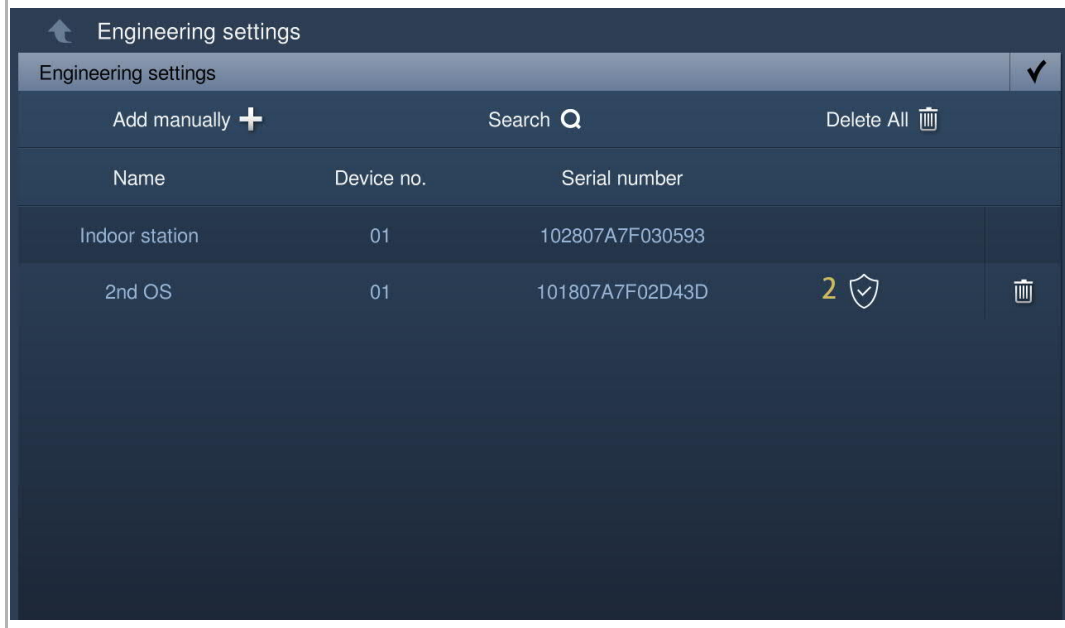 Engineering settings
Engineering settings
Add manually Search Delete All
Name Device no. Serial number
Indoor station 01 102807A7F030593
2nd OS 01 101807A7F02D43D 2